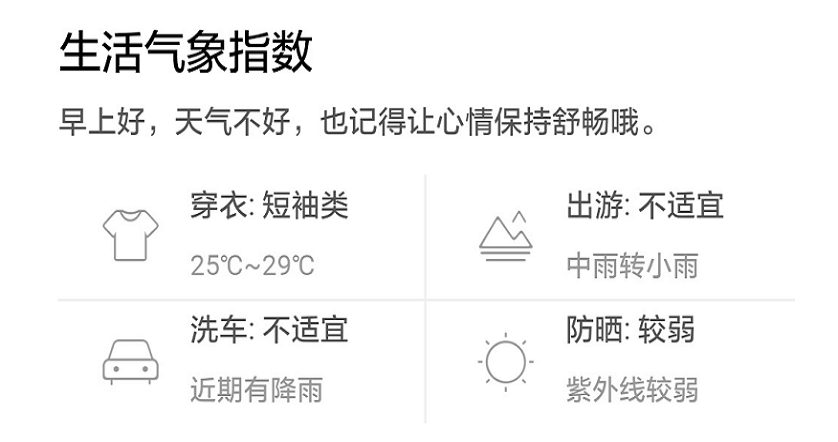 生活气象指数
早上好，天气不好，也记得让心情保持舒畅哦。
穿衣: 短袖类
25℃~29℃
出游: 不适宜
中雨转小雨
洗车: 不适宜
近期有降雨
防晒: 较弱
紫外线较弱